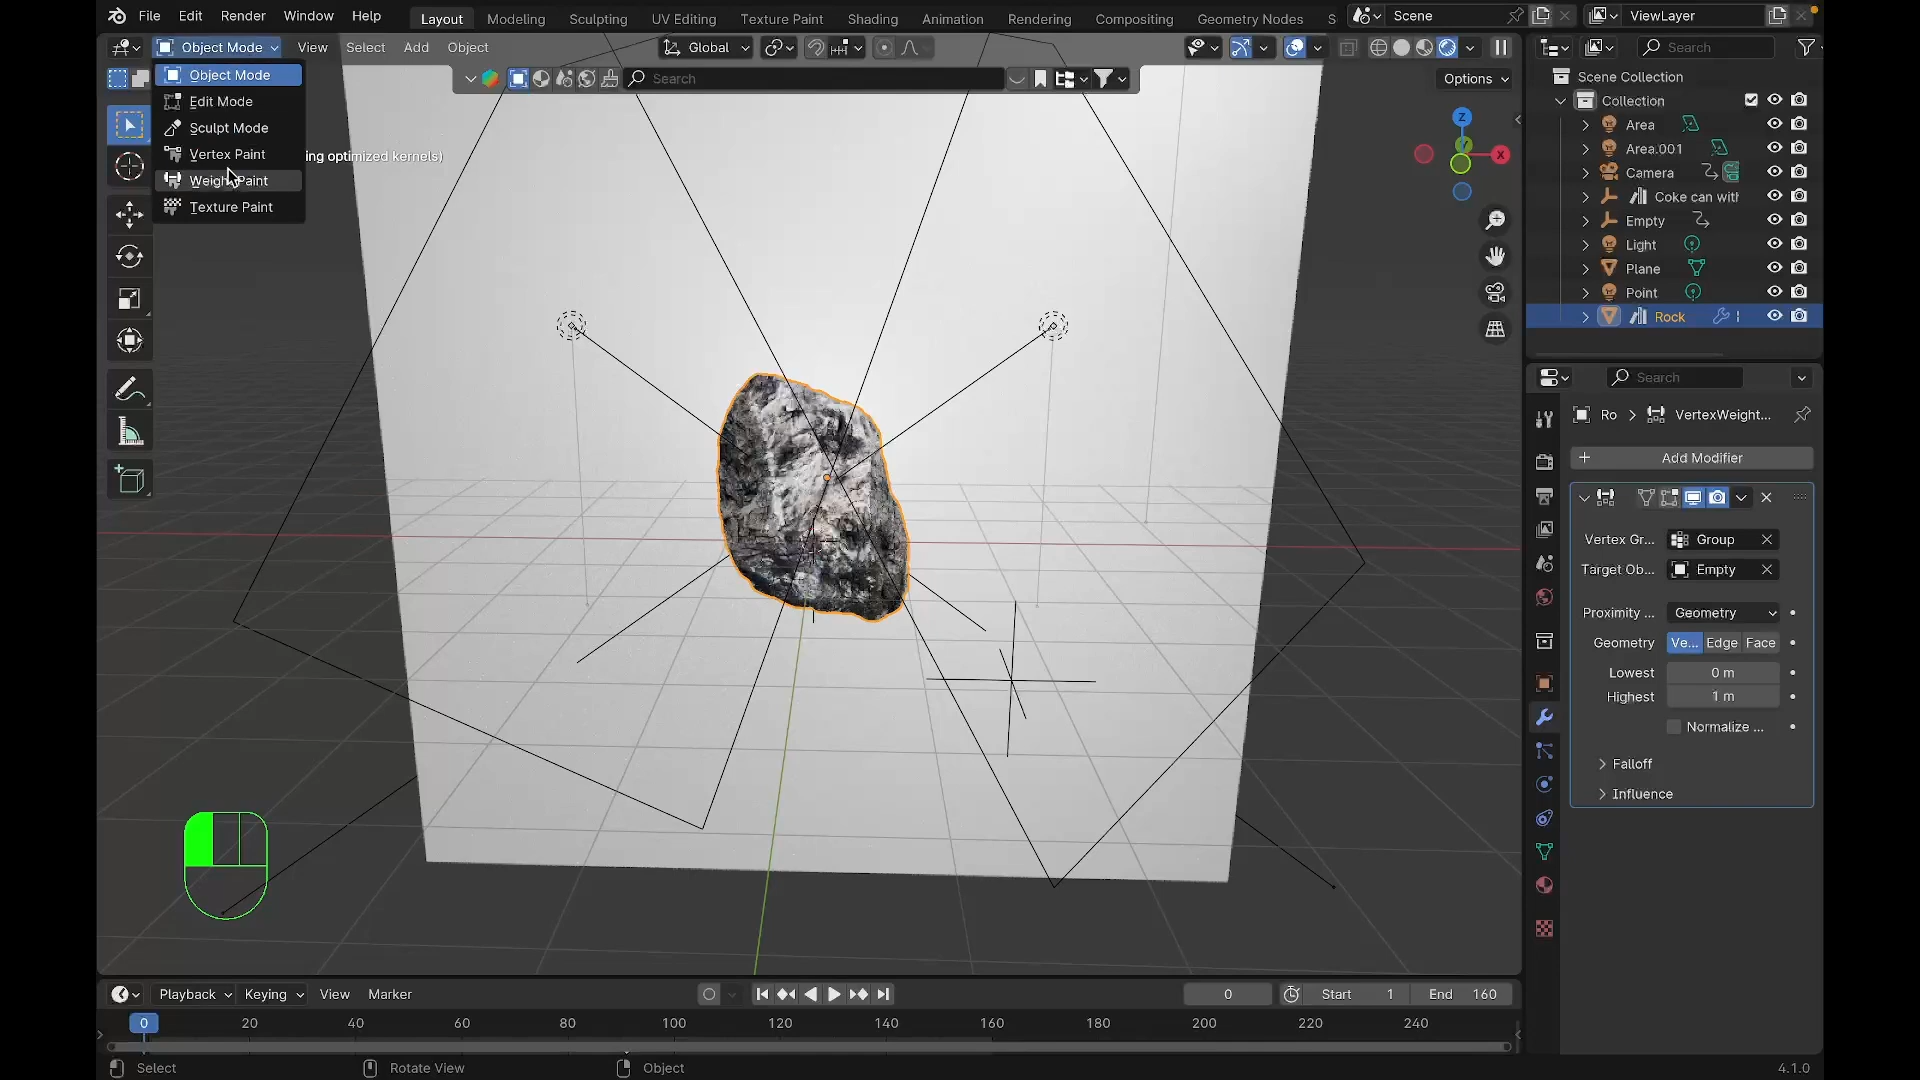 File Edit Render Window Help Layout Modeling Sculpting UV Editing Texture Paint Shading Animation Rendering Compositing Geometry Nodes S Scene ViewLayer
Object Mode View Select Add Object Global Search
Search Options
Object Mode
Edit Mode
Sculpt Mode
Vertex Paint
ing optimized kernels)
Weight Paint
Texture Paint
Z
X
Scene Collection
Collection
Area
Area.001
Camera
Coke can with
Empty
Light
Plane
Point
Rock
Search
Ro VertexWeight...
Add Modifier
Vertex Gr... Group
Target Ob... Empty
Proximity ... Geometry
Geometry Ve... Edge Face
Lowest 0 m
Highest 1 m
Normalize ...
Falloff
Influence
Playback Keying View Marker 0 Start 1 End 160
0 20 40 60 80 100 120 140 160 180 200 220 240
Select Rotate View Object 4.1.0